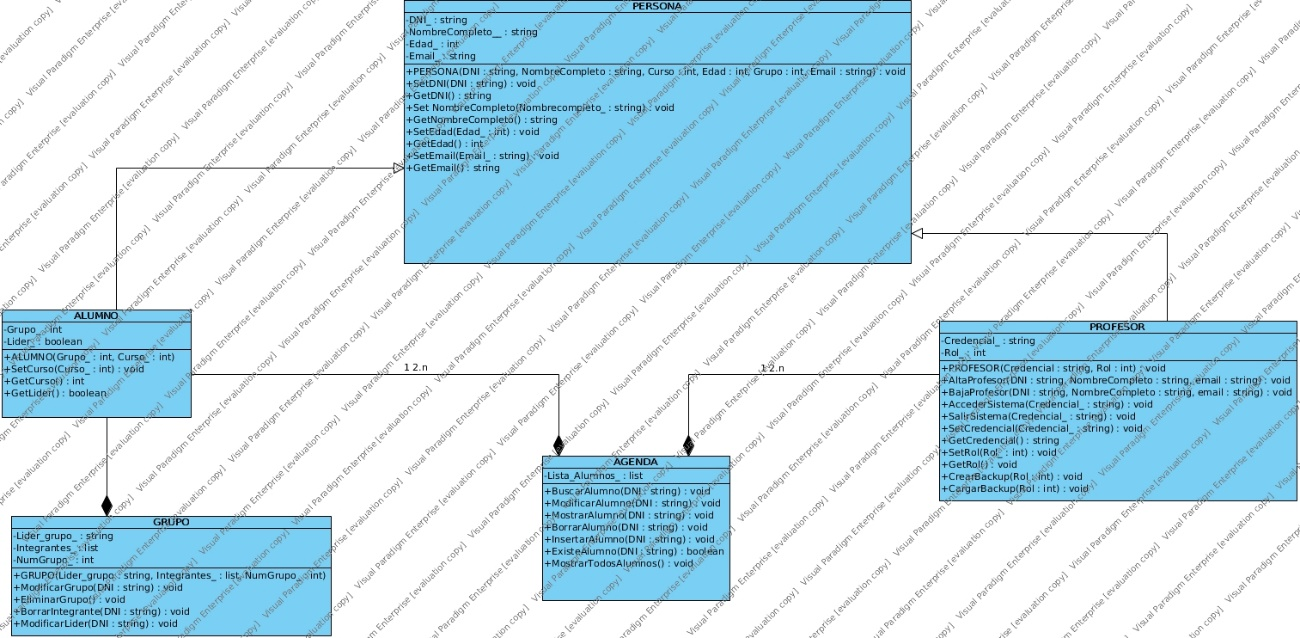 PERSONA
-DNI_ : string
-NombreCompleto__ : string
-Edad_ : int
-Email_ : string
+PERSONA(DNI : string, NombreCompleto : string, Curso : int, Edad : int, Grupo : int, Email : string) : void
+SetDNI(DNI : string) : void
+GetDNI() : string
+Set NombreCompleto(Nombrecompleto_ : string) : void
+GetNombreCompleto() : string
+SetEdad(Edad_ : int) : void
+GetEdad() : int
+SetEmail(Email_ : string) : void
+GetEmail() : string
ALUMNO
-Grupo_ : int
-Lider_ : boolean
+ALUMNO(Grupo_ : int, Curso_ : int)
+SetCurso(Curso_ : int) : void
+GetCurso() : int
+GetLider() : boolean
1 2.n
1 2.n
PROFESOR
-Credencial_ : string
-Rol_ : int
+PROFESOR(Credencial : string, Rol : int) : void
+AltaProfesor(DNI : string, NombreCompleto : string, email : string) : void
+BajaProfesor(DNI : string, NombreCompleto : string, email : string) : void
+AccederSistema(Credencial_ : string) : void
+SalirSistema(Credencial_ : string) : void
+SetCredencial(Credencial_ : string) : void
+GetCredencial() : string
+SetRol(Rol_ : int) : void
+GetRol() : void
+CrearBackup(Rol : int) : void
+CargarBackup(Rol : int) : void
AGENDA
-Lista_Alumnos_ : list
+BuscarAlumno(DNI : string) : void
+ModificarAlumno(DNI : string) : void
+MostrarAlumno(DNI : string) : void
+BorrarAlumno(DNI : string) : void
+InsertarAlumno(DNI : string) : void
+ExisteAlumno(DNI : string) : boolean
+MostrarTodosAlumnos() : void
GRUPO
-Lider_grupo_ : string
-Integrantes_ : list
-NumGrupo_ : int
+GRUPO(Lider_grupo : string, Integrantes_ : list, NumGrupo_ : int)
+ModificarGrupo(DNI : string) : void
+EliminarGrupo() : void
+BorrarIntegrante(DNI : string) : void
+ModificarLider(DNI : string) : void
Visual Paradigm Enterprise [evaluation copy]